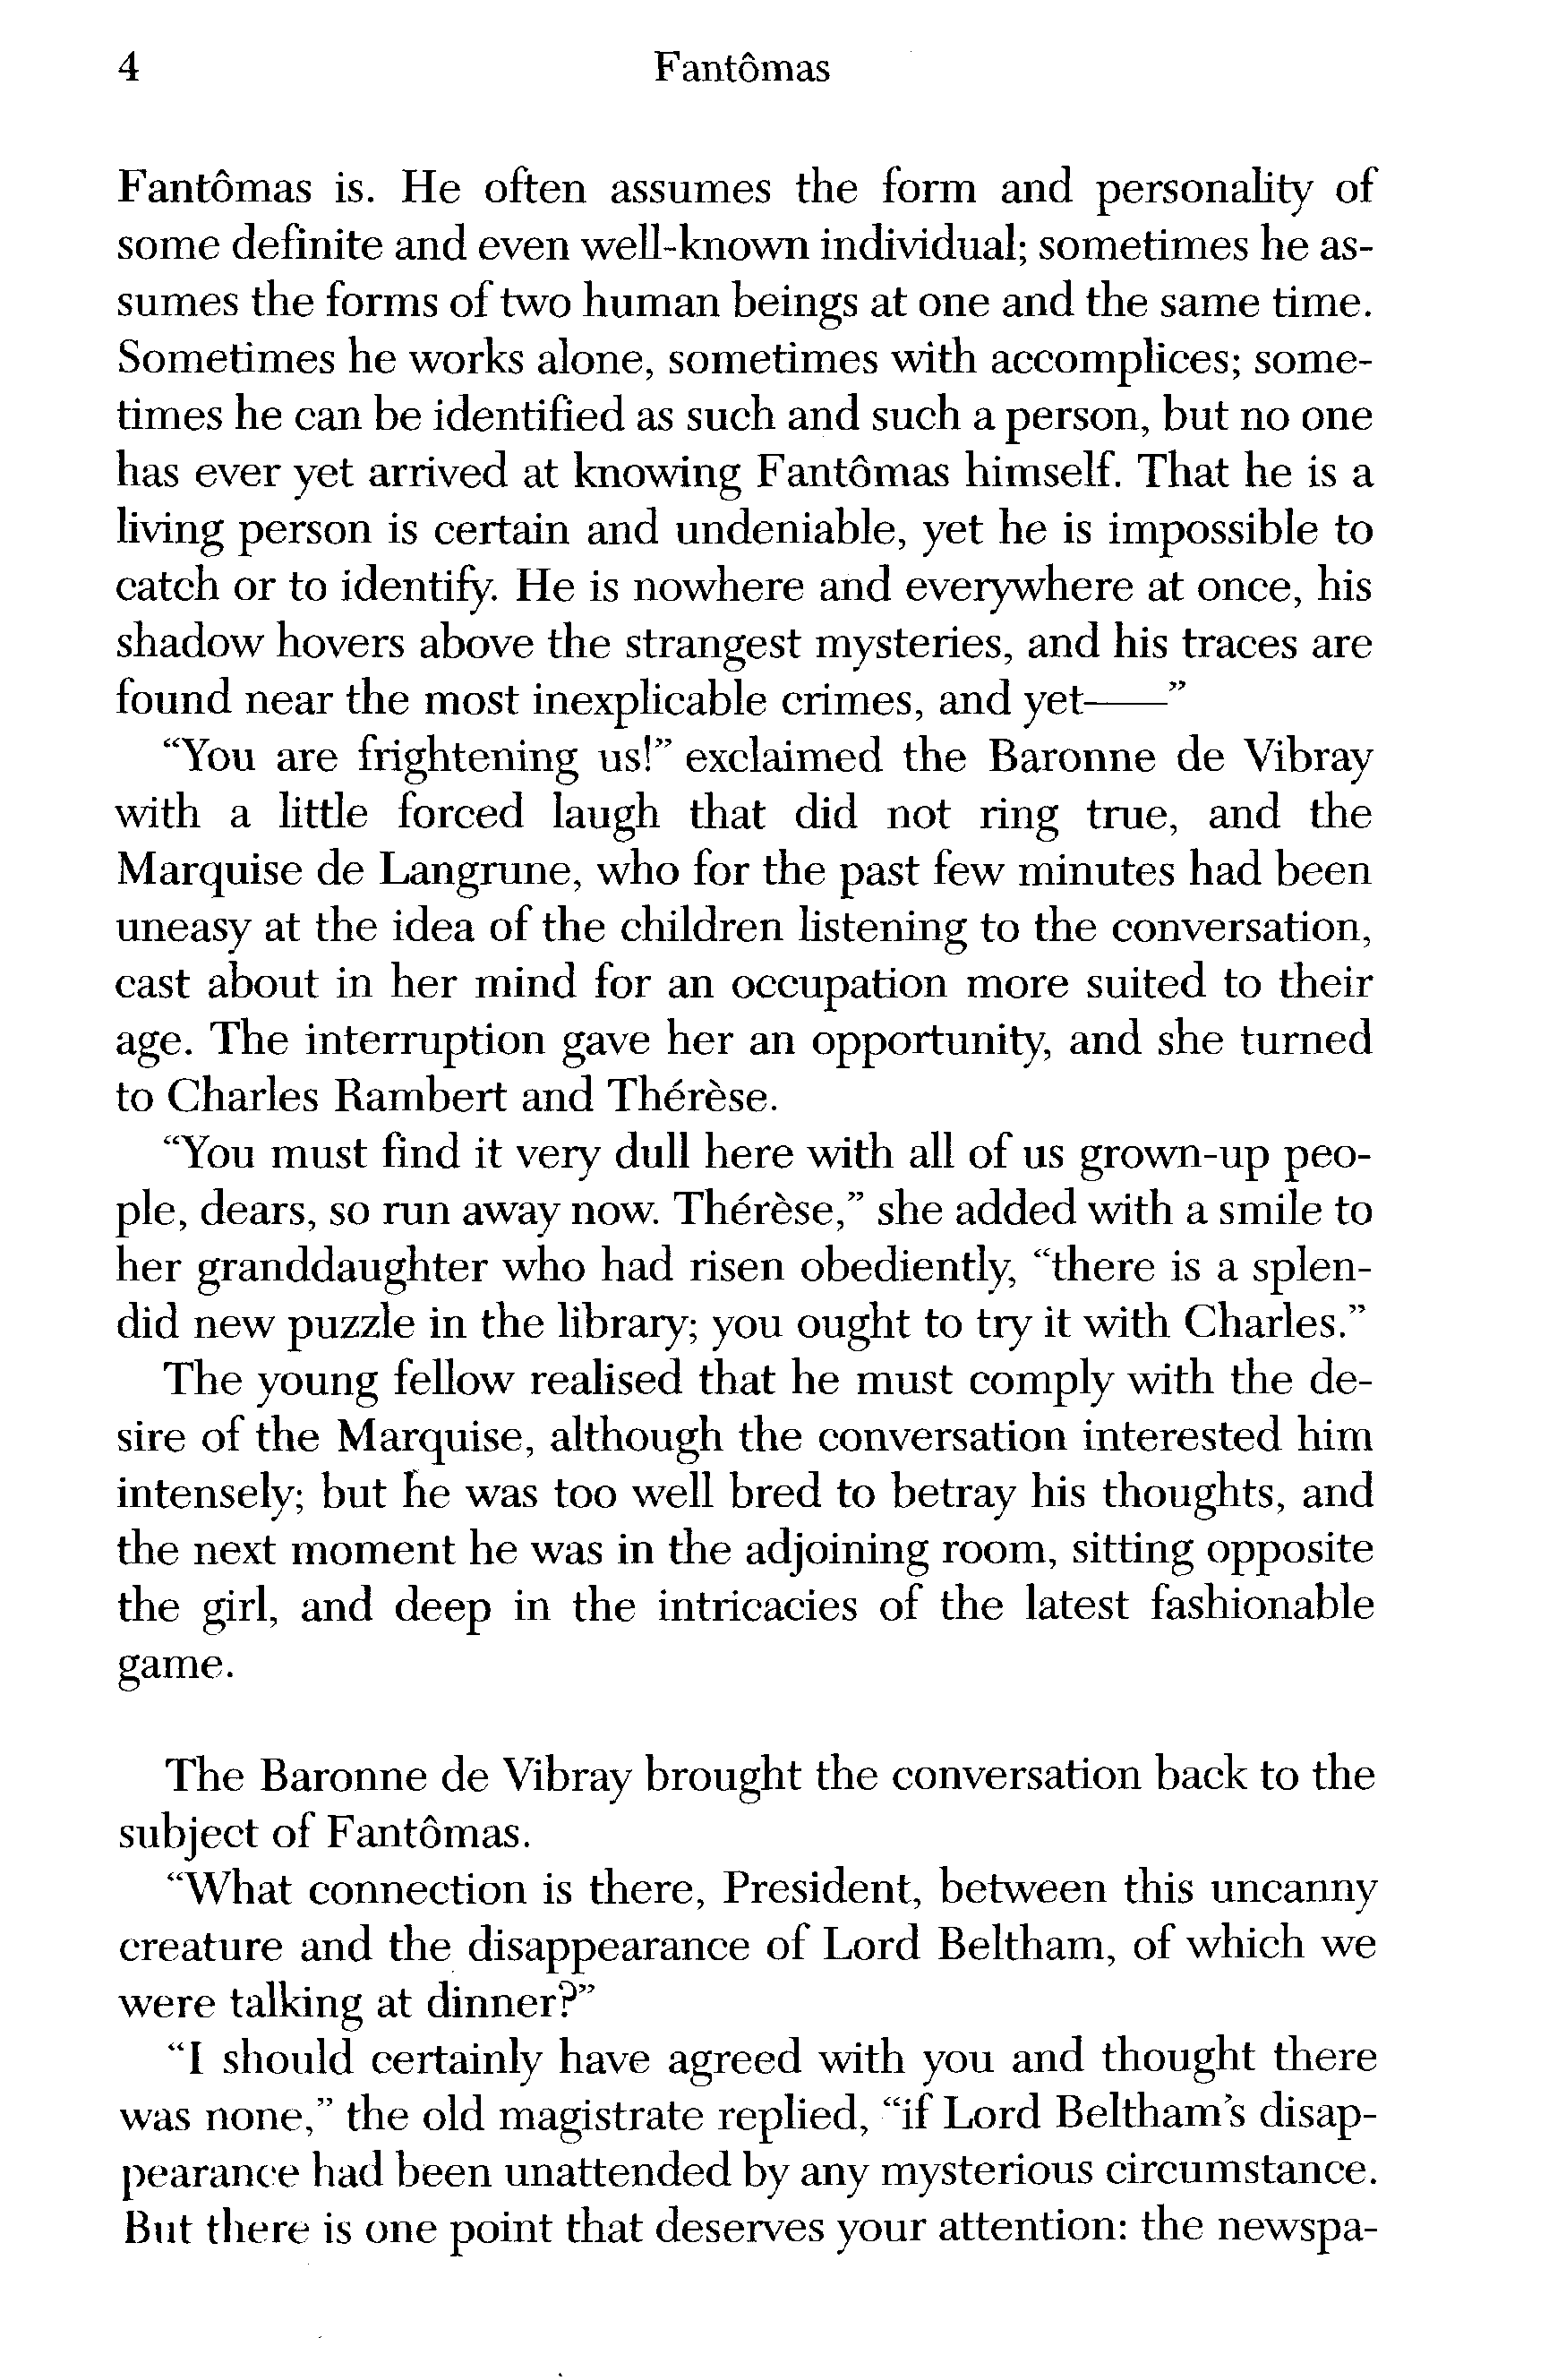 4 Fantômas
Fantômas is. He often assumes the form and personality of
some definite and even well-known individual; sometimes he as-
sumes the forms of two human beings at one and the same time.
Sometimes he works alone, sometimes with accomplices; some-
times he can be identified as such and such a person, but no one
has ever yet arrived at knowing Fantômas himself. That he is a
living person is certain and undeniable, yet he is impossible to
catch or to identify. He is nowhere and everywhere at once, his
shadow hovers above the strangest mysteries, and his traces are
found near the most inexplicable crimes, and yet——”
“You are frightening us!” exclaimed the Baronne de Vibray
with a little forced laugh that did not ring true, and the
Marquise de Langrune, who for the past few minutes had been
uneasy at the idea of the children listening to the conversation,
cast about in her mind for an occupation more suited to their
age. The interruption gave her an opportunity, and she turned
to Charles Rambert and Thérèse.
“You must find it very dull here with all of us grown-up peo-
ple, dears, so run away now. Thérèse,” she added with a smile to
her granddaughter who had risen obediently, “there is a splen-
did new puzzle in the library; you ought to try it with Charles.”
The young fellow realised that he must comply with the de-
sire of the Marquise, although the conversation interested him
intensely; but he was too well bred to betray his thoughts, and
the next moment he was in the adjoining room, sitting opposite
the girl, and deep in the intricacies of the latest fashionable
game.
The Baronne de Vibray brought the conversation back to the
subject of Fantômas.
“What connection is there, President, between this uncanny
creature and the disappearance of Lord Beltham, of which we
were talking at dinner?”
“I should certainly have agreed with you and thought there
was none,” the old magistrate replied, “if Lord Beltham’s disap-
pearance had been unattended by any mysterious circumstance.
But there is one point that deserves your attention: the newspa-